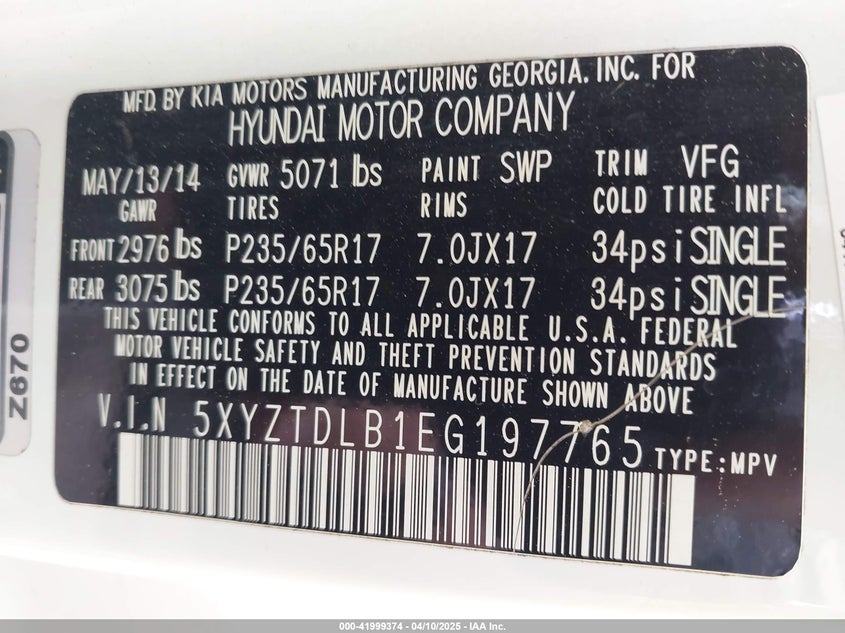 MFD. BY KIA MOTORS MANUFACTURING GEORGIA. INC. FOR
HYUNDAI MOTOR COMPANY
MAY/13/14 GVWR 5071 lbs PAINT SWP TRIM VFG
GAWR TIRES RIMS COLD TIRE INFL
FRONT 2976 lbs P235/65R17 7.0JX17 34psi SINGLE
REAR 3075 lbs P235/65R17 7.0JX17 34psi SINGLE
THIS VEHICLE CONFORMS TO ALL APPLICABLE U.S.A. FEDERAL
MOTOR VEHICLE SAFETY AND THEFT PREVENTION STANDARDS
IN EFFECT ON THE DATE OF MANUFACTURE SHOWN ABOVE
V.I.N 5XYZTDLB1EG197765 TYPE:MPV
Z670
000-41999374 - 04/10/2025 - IAA Inc.